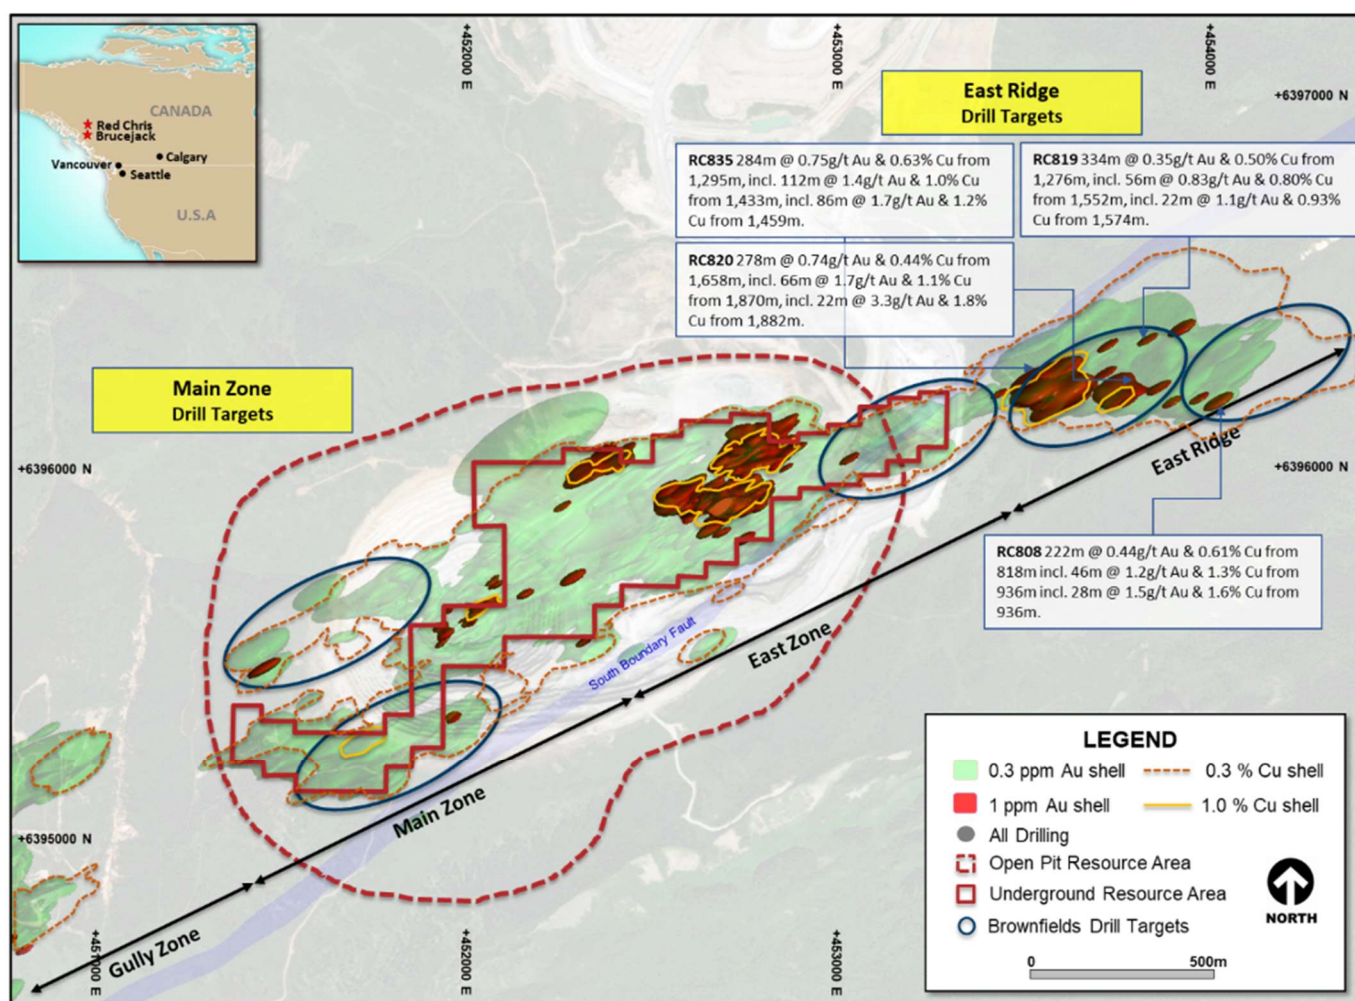 +452000 E
+453000 E
+454000 E
+6397000 N
CANADA
Red Chris
Brucejack
Vancouver
Calgary
Seattle
U.S.A
East Ridge
Drill Targets
RC835 284m @ 0.75g/t Au & 0.63% Cu from
1,295m, incl. 112m @ 1.4g/t Au & 1.0% Cu
from 1,433m, incl. 86m @ 1.7g/t Au & 1.2%
Cu from 1,459m.
RC819 334m @ 0.35g/t Au & 0.50% Cu from
1,276m, incl. 56m @ 0.83g/t Au & 0.80% Cu
from 1,552m, incl. 22m @ 1.1g/t Au & 0.93%
Cu from 1,574m.
RC820 278m @ 0.74g/t Au & 0.44% Cu from
1,658m, incl. 66m @ 1.7g/t Au & 1.1% Cu
from 1,870m, incl. 22m @ 3.3g/t Au & 1.8%
Cu from 1,882m.
Main Zone
Drill Targets
+6396000 N
+6396000 N
East Ridge
RC808 222m @ 0.44g/t Au & 0.61% Cu from
818m incl. 46m @ 1.2g/t Au & 1.3% Cu from
936m incl. 28m @ 1.5g/t Au & 1.6% Cu from
936m.
South Boundary Fault
East Zone
Main Zone
Gully Zone
+6395000 N
+451000 E
+452000 E
+453000 E
LEGEND
0.3 ppm Au shell
0.3 % Cu shell
1 ppm Au shell
1.0 % Cu shell
All Drilling
Open Pit Resource Area
Underground Resource Area
Brownfields Drill Targets
NORTH
0
500m